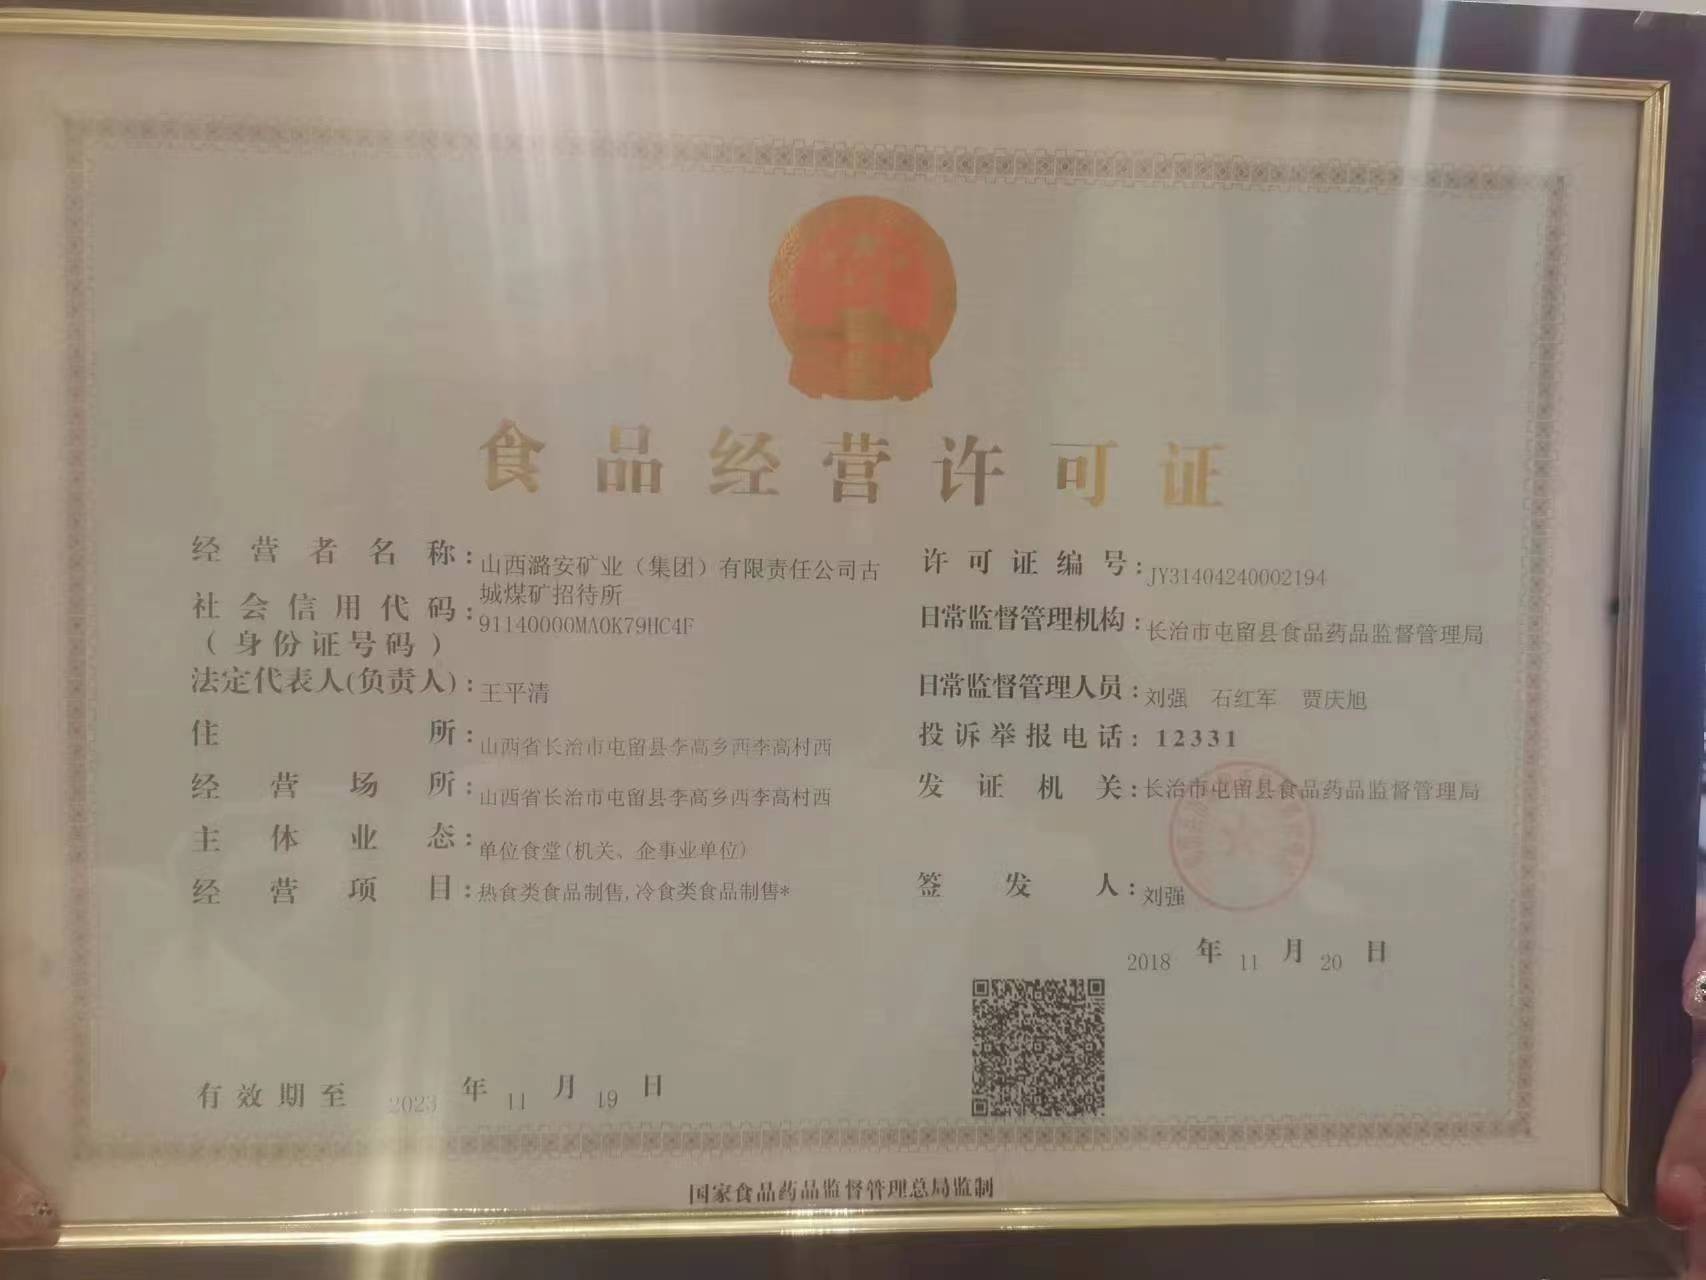 食品经营许可证
经营者名称：山西潞安矿业（集团）有限责任公司古
城煤矿招待所
社会信用代码：91140000MA0K79HC4F
（身份证号码）
法定代表人(负责人)：王平清
住所：山西省长治市屯留县李高乡西李高村西
经营场所：山西省长治市屯留县李高乡西李高村西
主体业态：单位食堂(机关、企事业单位)
经营项目：热食类食品制售,冷食类食品制售*
许可证编号：JY31404240002194
日常监督管理机构：长治市屯留县食品药品监督管理局
日常监督管理人员：刘强 石红军 贾庆旭
投诉举报电话：12331
发证机关：长治市屯留县食品药品监督管理局
签发人：刘强
2018 年 11 月 20 日
有效期至 2023 年 11 月 19 日
国家食品药品监督管理总局监制